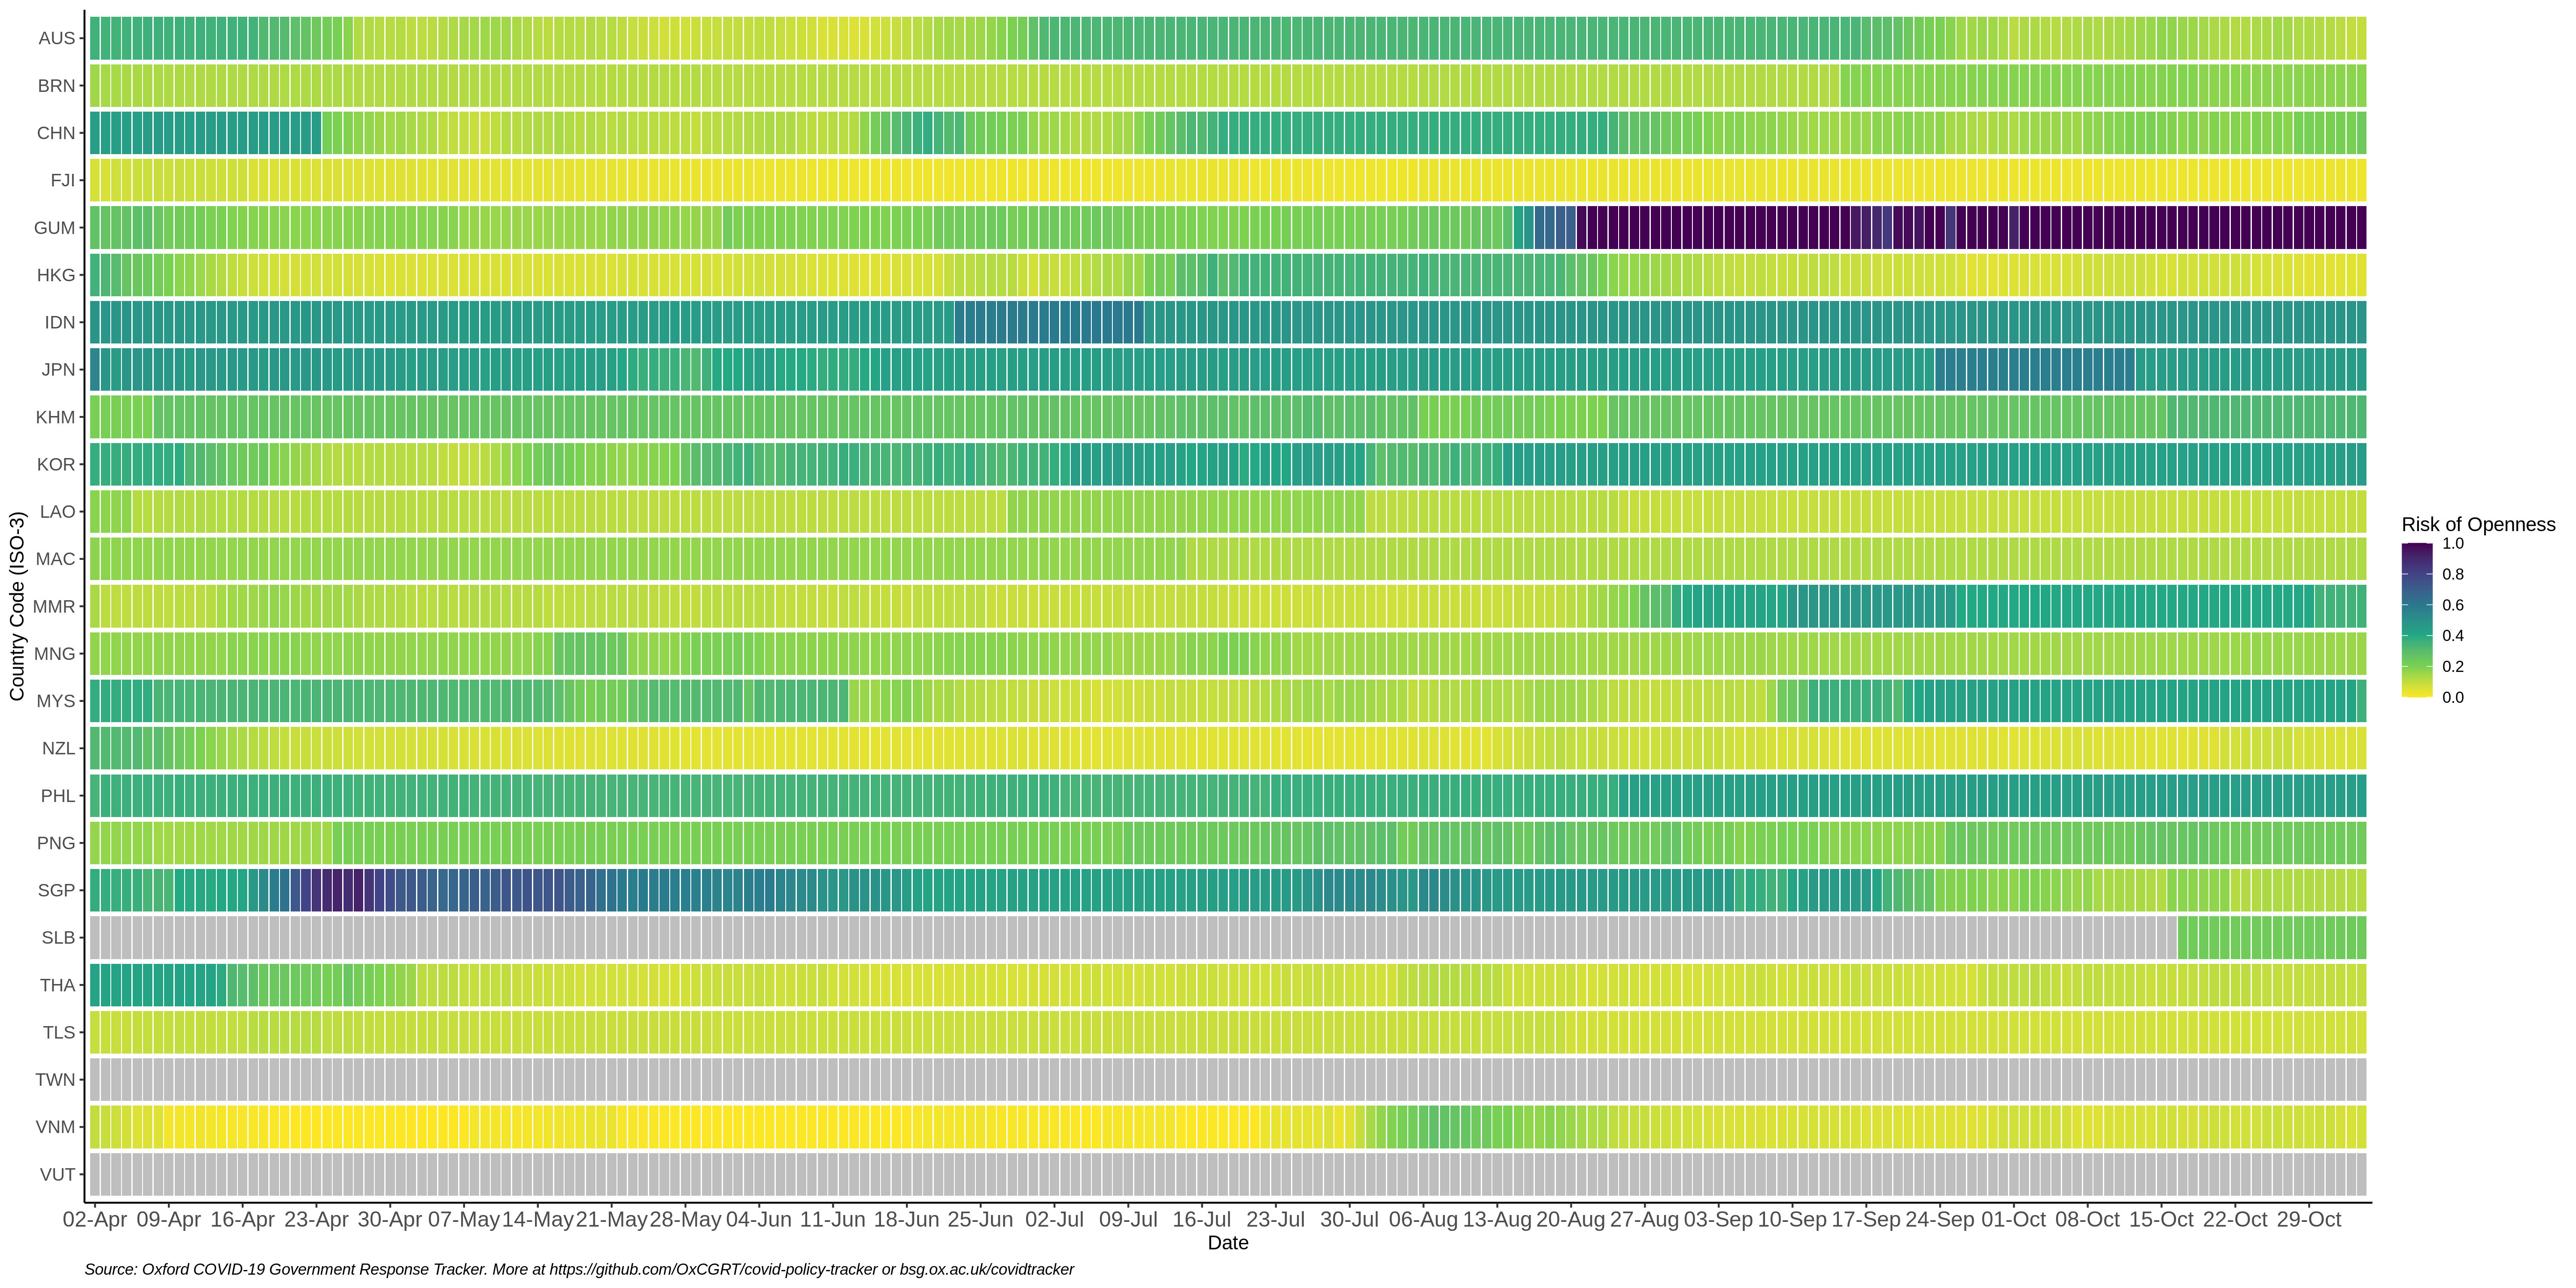 AUS
BRN
CHN
FJI
GUM
HKG
IDN
JPN
KHM
KOR
LAO
MAC
MMR
MNG
MYS
NZL
PHL
PNG
SGP
SLB
THA
TLS
TWN
VNM
VUT
Country Code (ISO-3)
02-Apr 09-Apr 16-Apr 23-Apr 30-Apr 07-May 14-May 21-May 28-May 04-Jun 11-Jun 18-Jun 25-Jun 02-Jul 09-Jul 16-Jul 23-Jul 30-Jul 06-Aug 13-Aug 20-Aug 27-Aug 03-Sep 10-Sep 17-Sep 24-Sep 01-Oct 08-Oct 15-Oct 22-Oct 29-Oct
Date
Risk of Openness
1.0
0.8
0.6
0.4
0.2
0.0
Source: Oxford COVID-19 Government Response Tracker. More at https://github.com/OxCGRT/covid-policy-tracker or bsg.ox.ac.uk/covidtracker